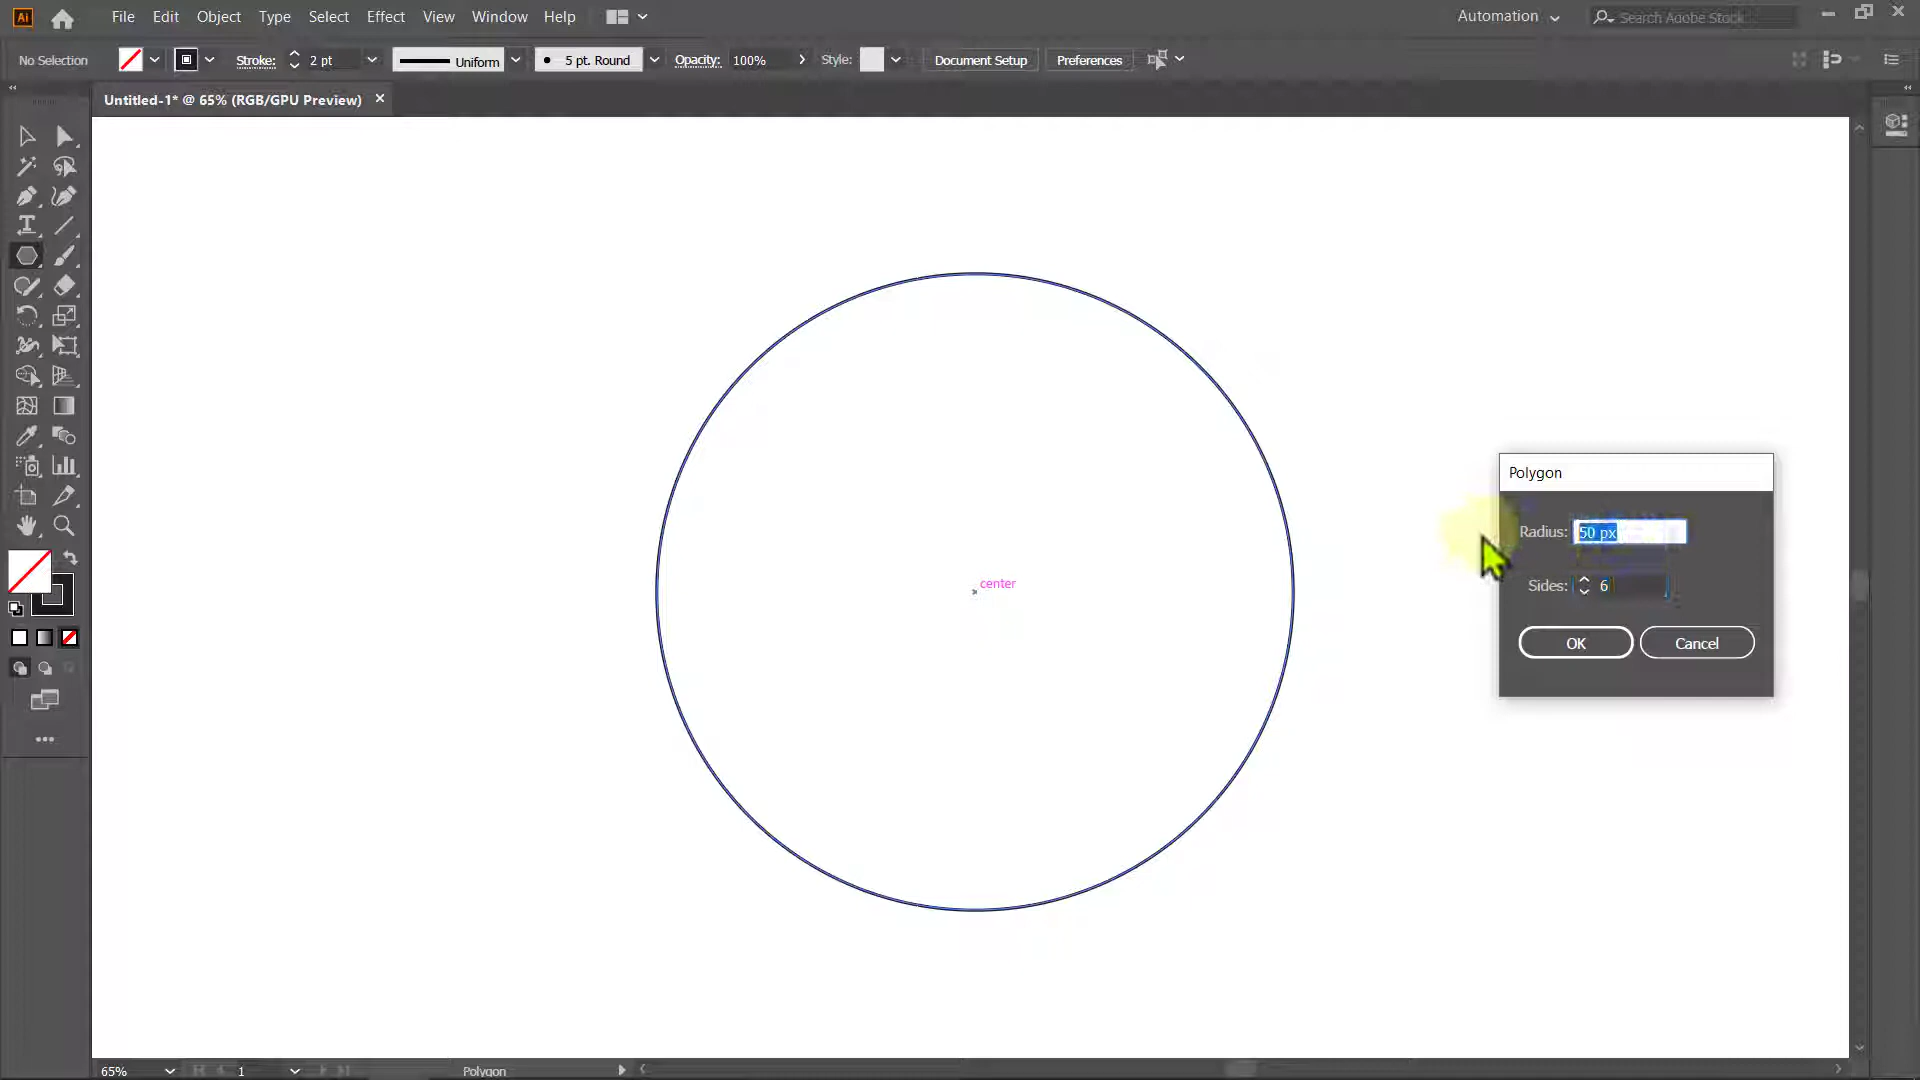 Ai File Edit Object Type Select Effect View Window Help Automation Search Adobe Stock
No Selection Stroke: 2 pt Uniform 5 pt. Round Opacity: 100% Style: Document Setup Preferences
Untitled-1* @ 65% (RGB/GPU Preview)
Polygon
Radius: 50 px
center
Sides: 6
OK Cancel
65% 1 Polygon